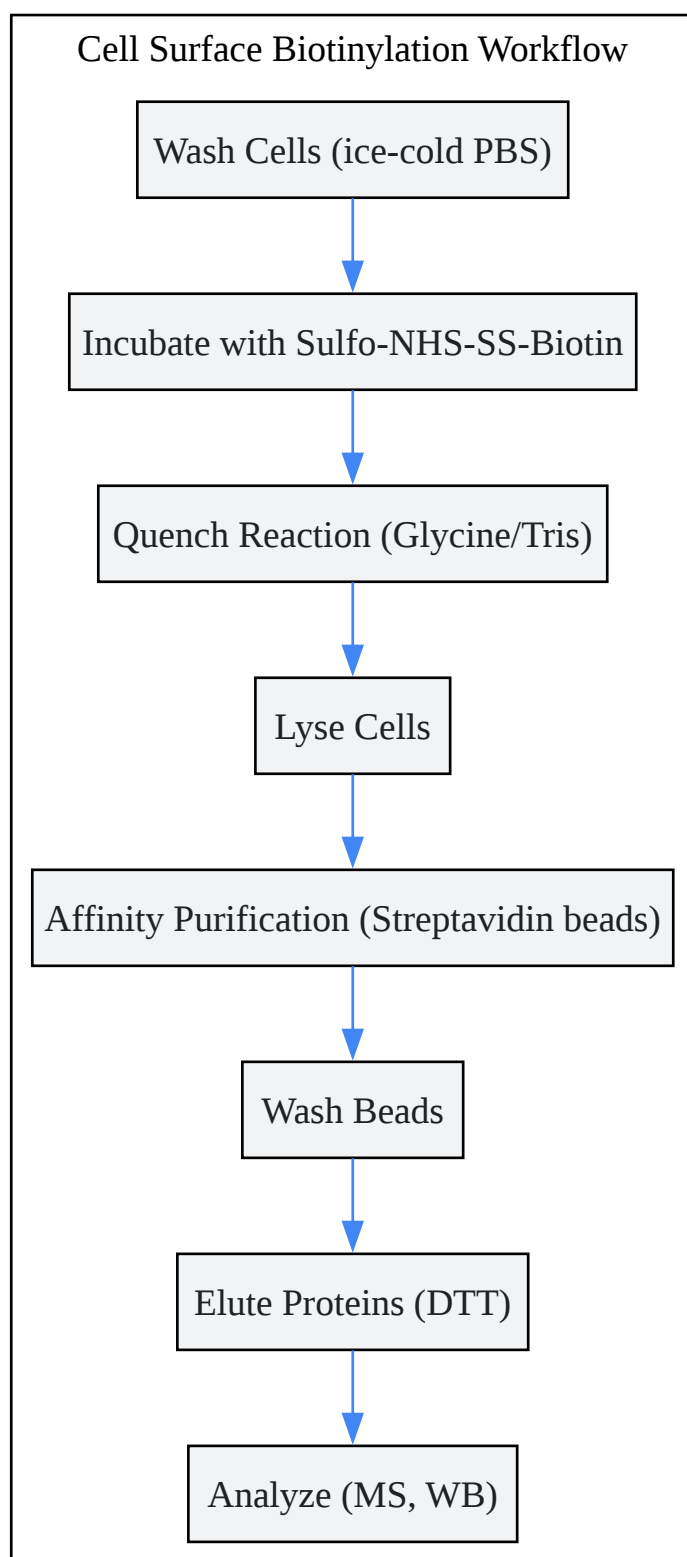 Cell Surface Biotinylation Workflow
Wash Cells (ice-cold PBS)
Incubate with Sulfo-NHS-SS-Biotin
Quench Reaction (Glycine/Tris)
Lyse Cells
Affinity Purification (Streptavidin beads)
Wash Beads
Elute Proteins (DTT)
Analyze (MS, WB)